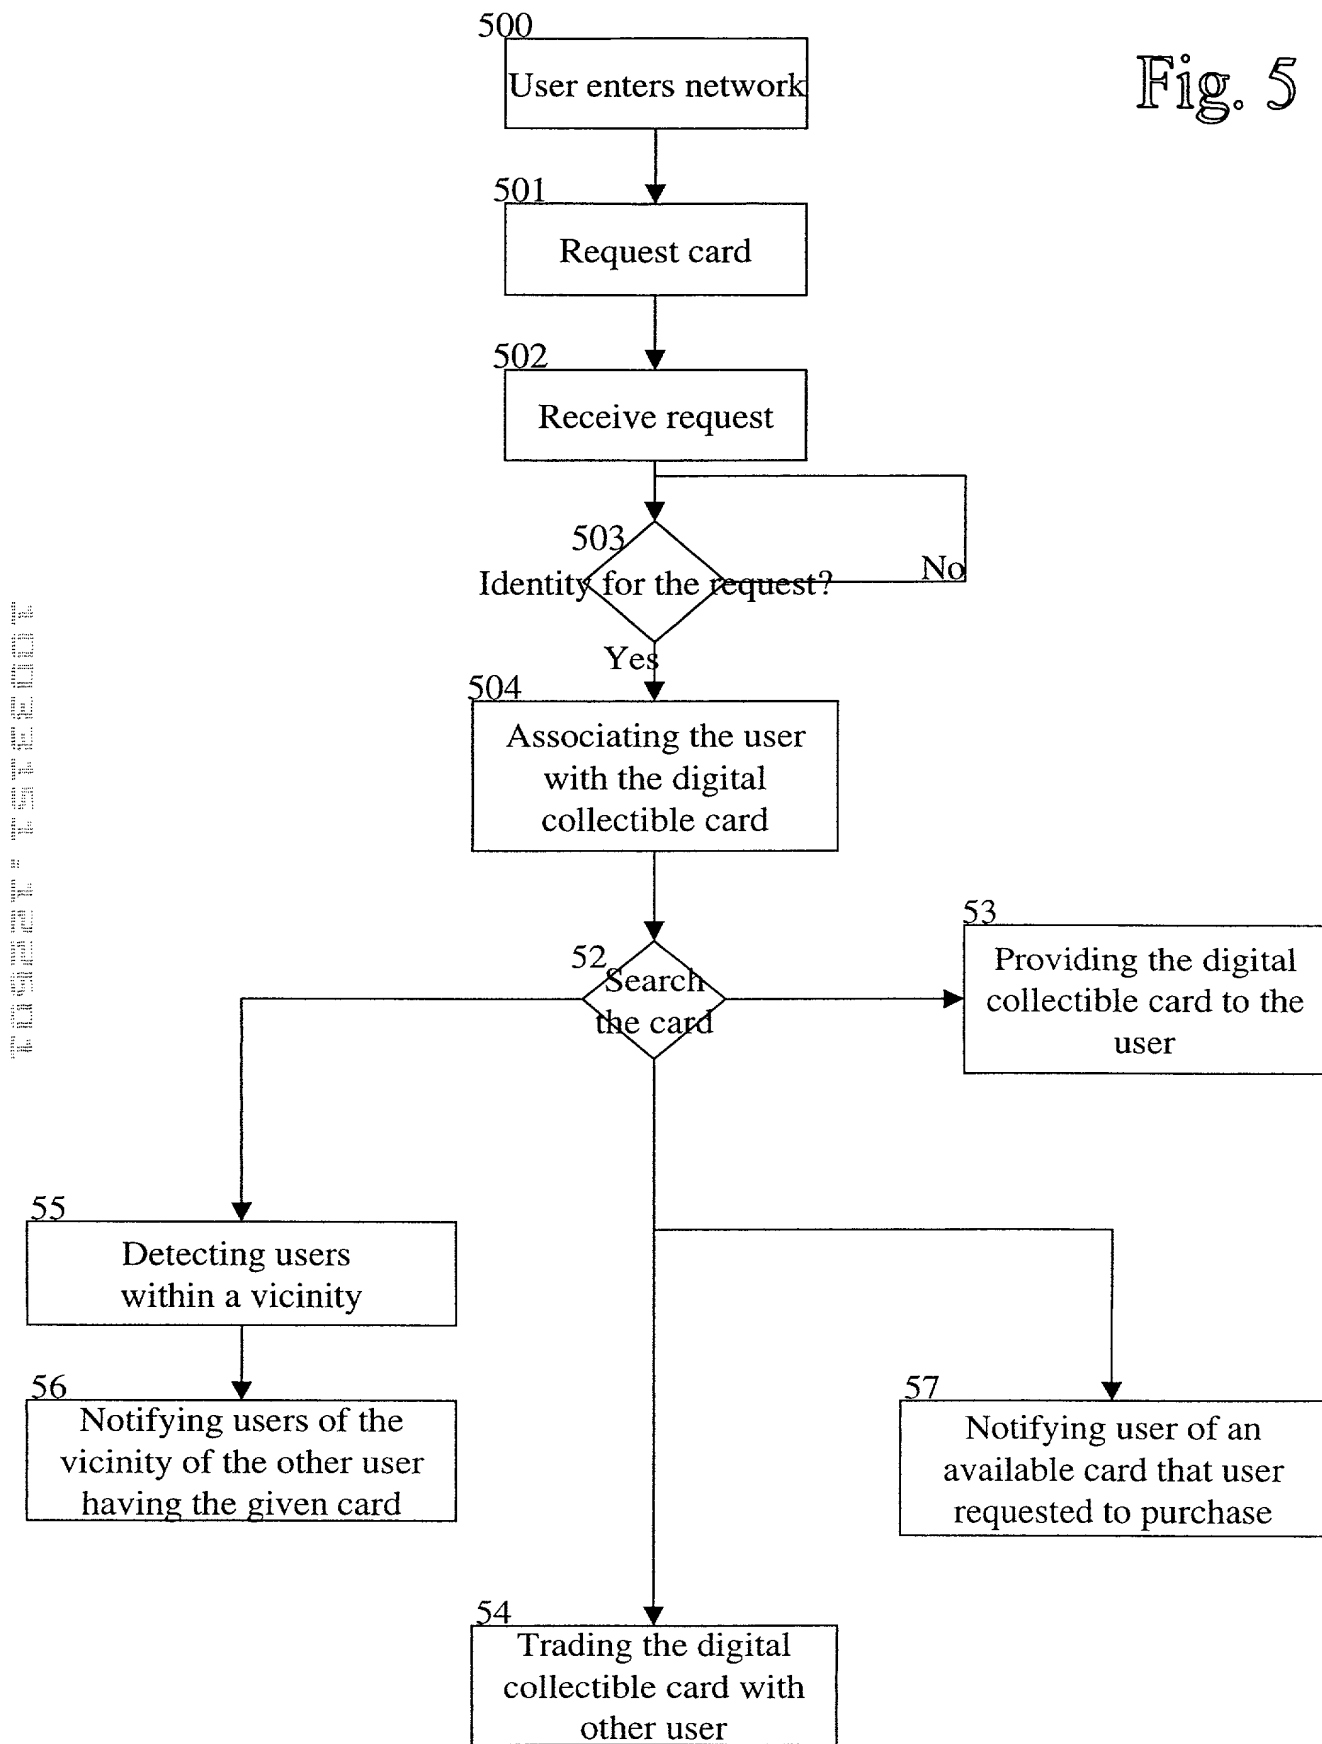 500
User enters network
Fig. 5
501
Request card
502
Receive request
503
Identity for the request?
No
Yes
504
Associating the user
with the digital
collectible card
52
Search
the card
53
Providing the digital
collectible card to the
user
55
Detecting users
within a vicinity
56
Notifying users of the
vicinity of the other user
having the given card
57
Notifying user of an
available card that user
requested to purchase
54
Trading the digital
collectible card with
other user